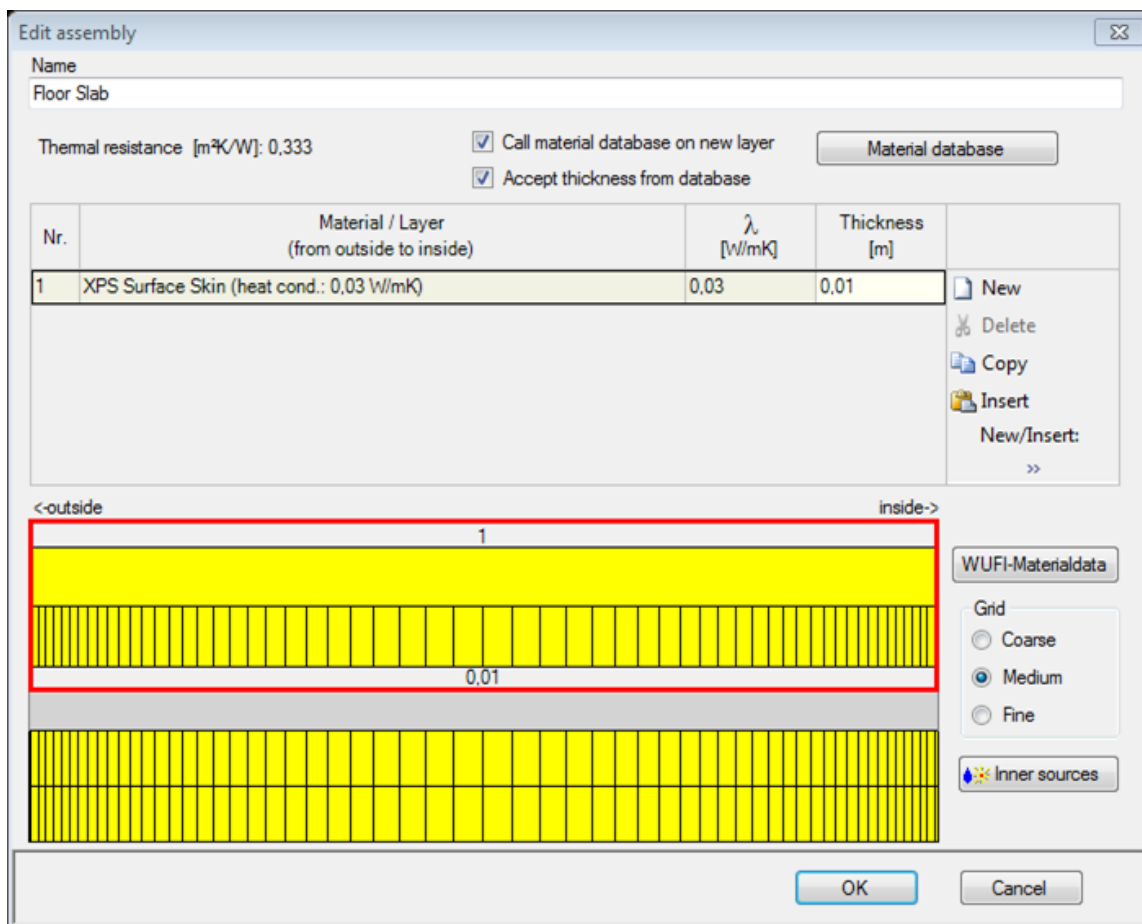 Edit assembly
Name
Floor Slab
Thermal resistance [m²K/W]: 0,333
Call material database on new layer
Material database
Accept thickness from database
Nr.
Material / Layer
(from outside to inside)
λ
[W/mK]
Thickness
[m]
1
XPS Surface Skin (heat cond.: 0,03 W/mK)
0,03
0,01
New
Delete
Copy
Insert
New/Insert:
»
<-outside
inside->
1
0,01
WUFI-Materialdata
Grid
Coarse
Medium
Fine
Inner sources
OK
Cancel